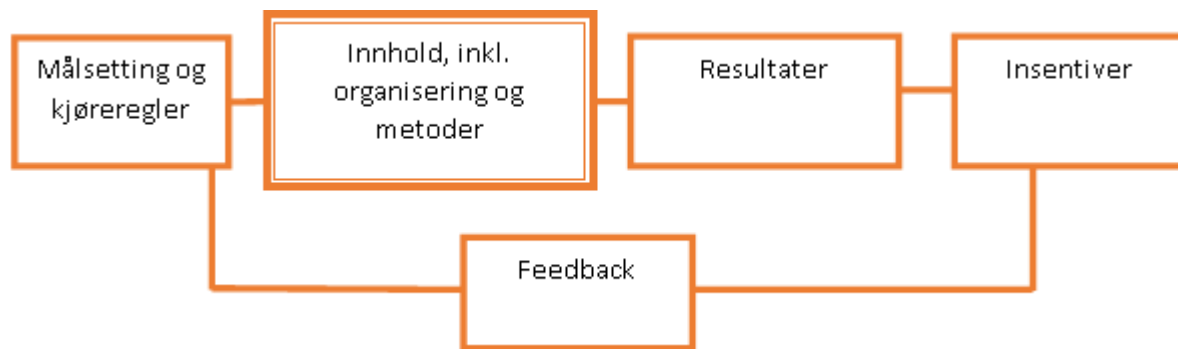 Målsetting og
kjøreregler
Innhold, inkl.
organisering og
metoder
Resultater
Insentiver
Feedback